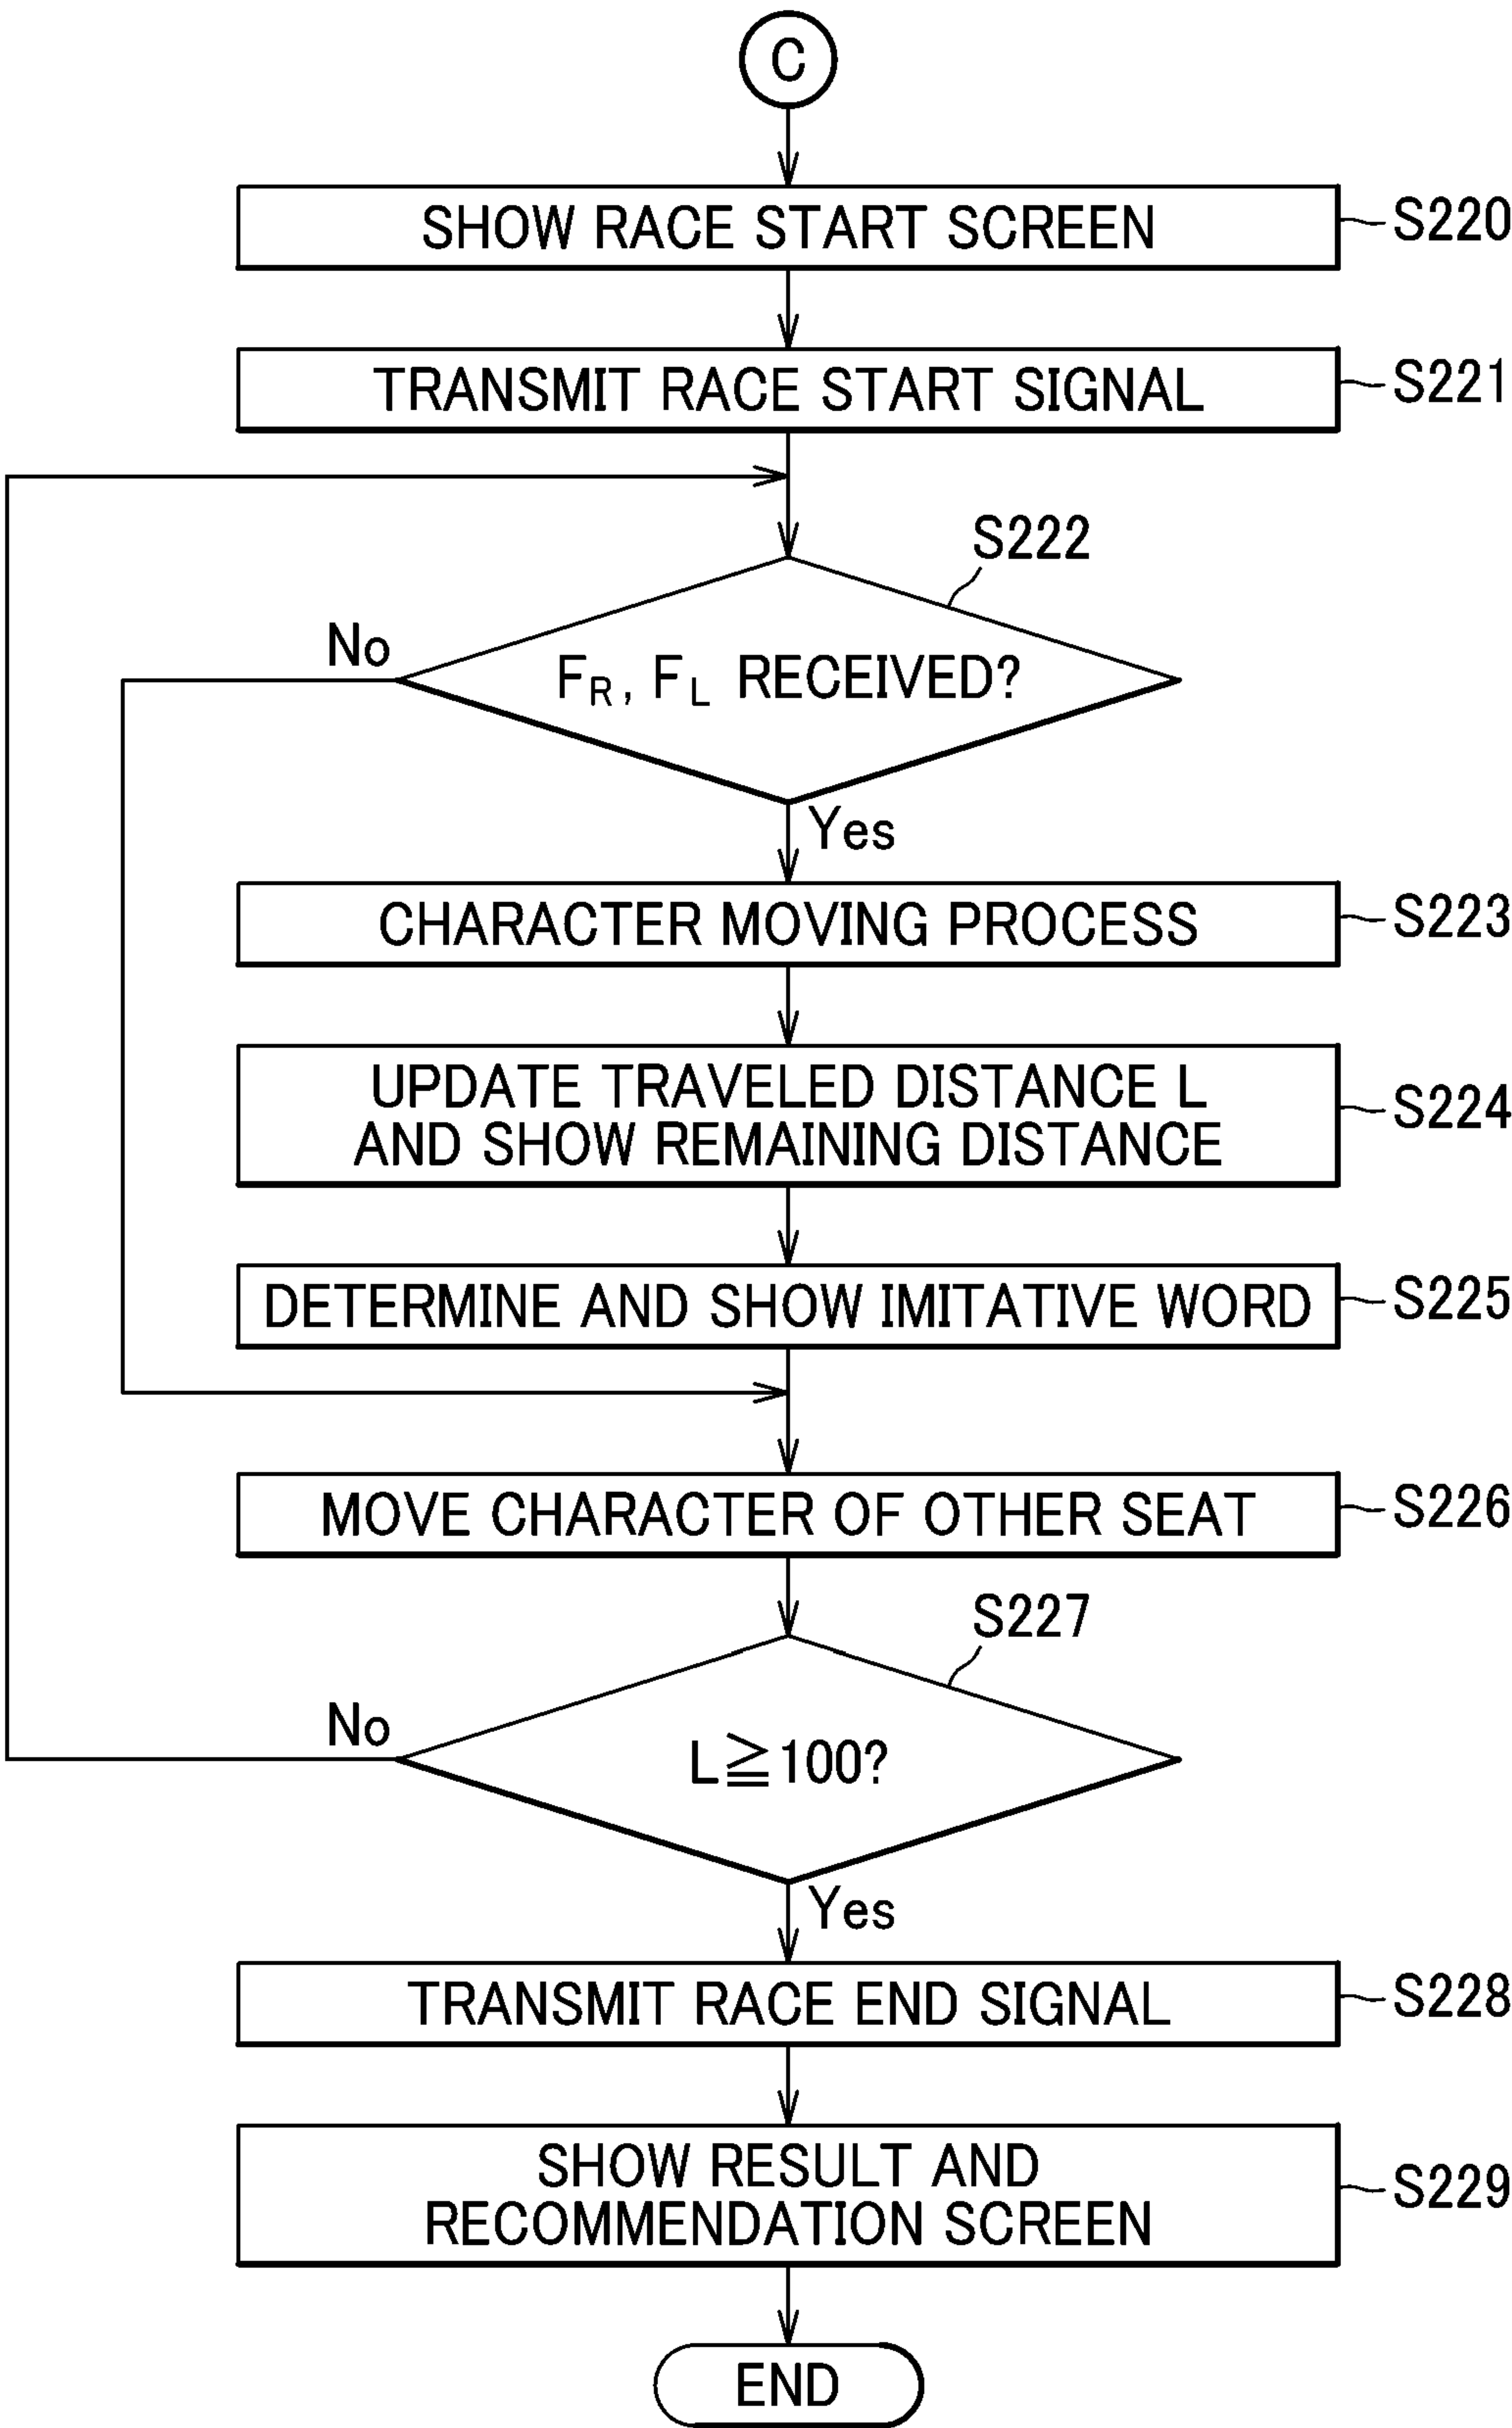 C
SHOW RACE START SCREEN
S220
TRANSMIT RACE START SIGNAL
S221
S222
No
FR, FL RECEIVED?
Yes
CHARACTER MOVING PROCESS
S223
UPDATE TRAVELED DISTANCE L
AND SHOW REMAINING DISTANCE
S224
DETERMINE AND SHOW IMITATIVE WORD
S225
MOVE CHARACTER OF OTHER SEAT
S226
S227
No
L≧100?
Yes
TRANSMIT RACE END SIGNAL
S228
SHOW RESULT AND
RECOMMENDATION SCREEN
S229
END